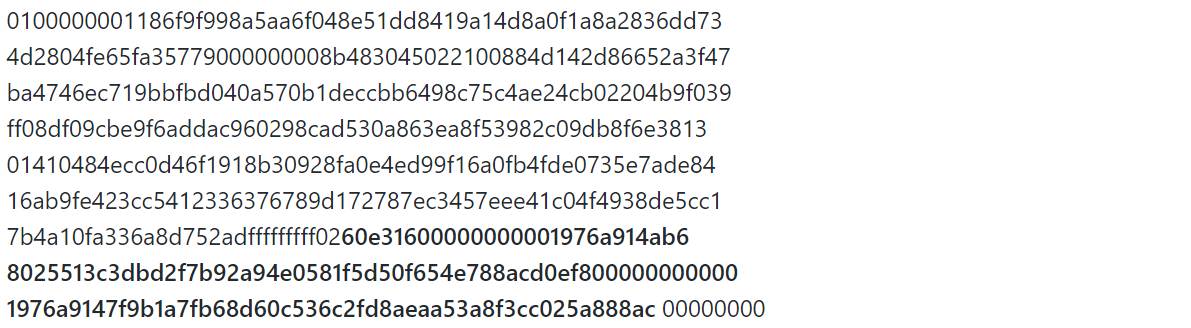 0100000001186f9f998a5aa6f048e51dd8419a14d8a0f1a8a2836dd73
4d2804fe65fa35779000000008b483045022100884d142d86652a3f47
ba4746ec719bbfbd040a570b1deccbb6498c75c4ae24cb02204b9f039
ff08df09cbe9f6addac960298cad530a863ea8f53982c09db8f6e3813
01410484ecc0d46f1918b30928fa0e4ed99f16a0fb4fde0735e7ade84
16ab9fe423cc5412336376789d172787ec3457eee41c04f4938de5cc1
7b4a10fa336a8d752adfffffffff0260e31600000000001976a914ab6
8025513c3dbd2f7b92a94e0581f5d50f654e788acd0ef800000000000
1976a9147f9b1a7fb68d60c536c2fd8aeaa53a8f3cc025a888ac 00000000